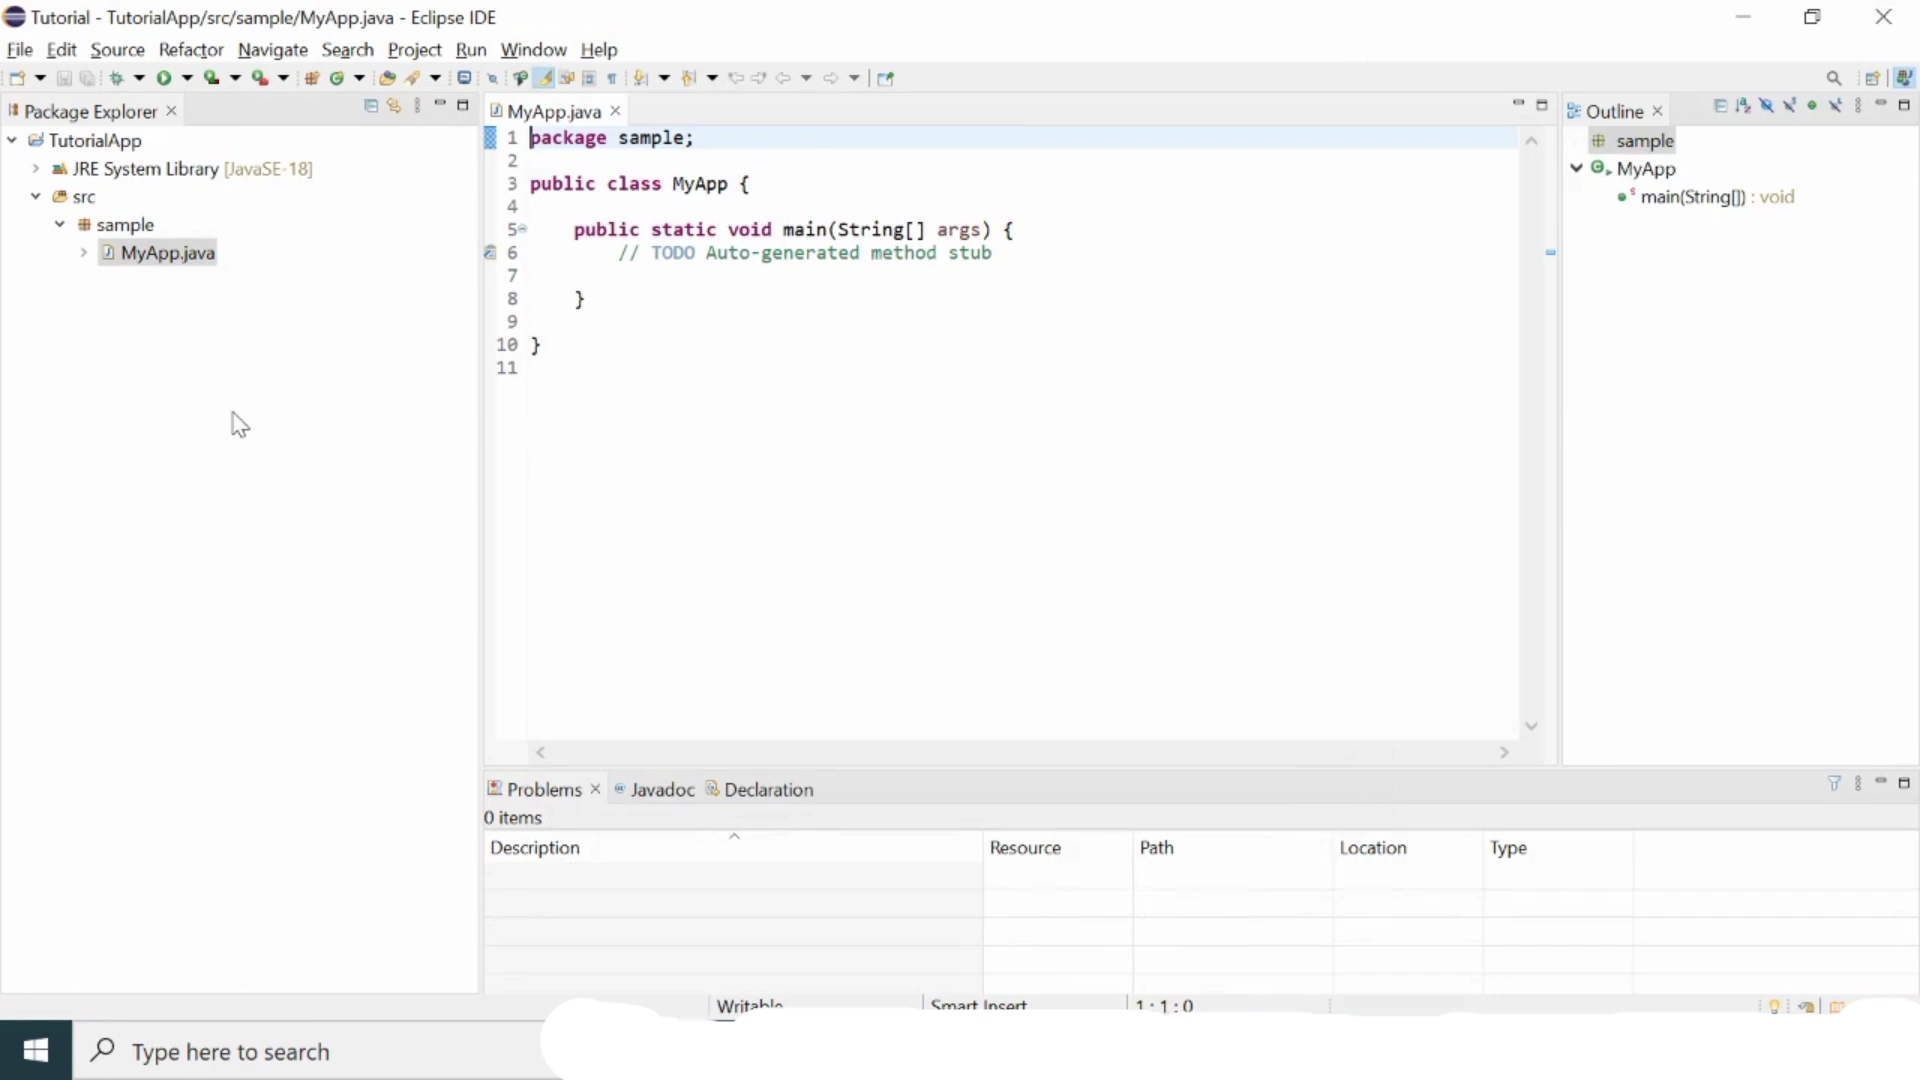 Tutorial - TutorialApp/src/sample/MyApp.java - Eclipse IDE
File Edit Source Refactor Navigate Search Project Run Window Help
Package Explorer
TutorialApp
JRE System Library [JavaSE-18]
src
sample
MyApp.java
MyApp.java
1 package sample;
2
3 public class MyApp {
4
5 public static void main(String[] args) {
6 // TODO Auto-generated method stub
7
8 }
9
10 }
11
Outline
sample
MyApp
main(String[]) : void
Problems Javadoc Declaration
0 items
Description Resource Path Location Type
Writable Smart Insert 1 : 1 : 0
Type here to search